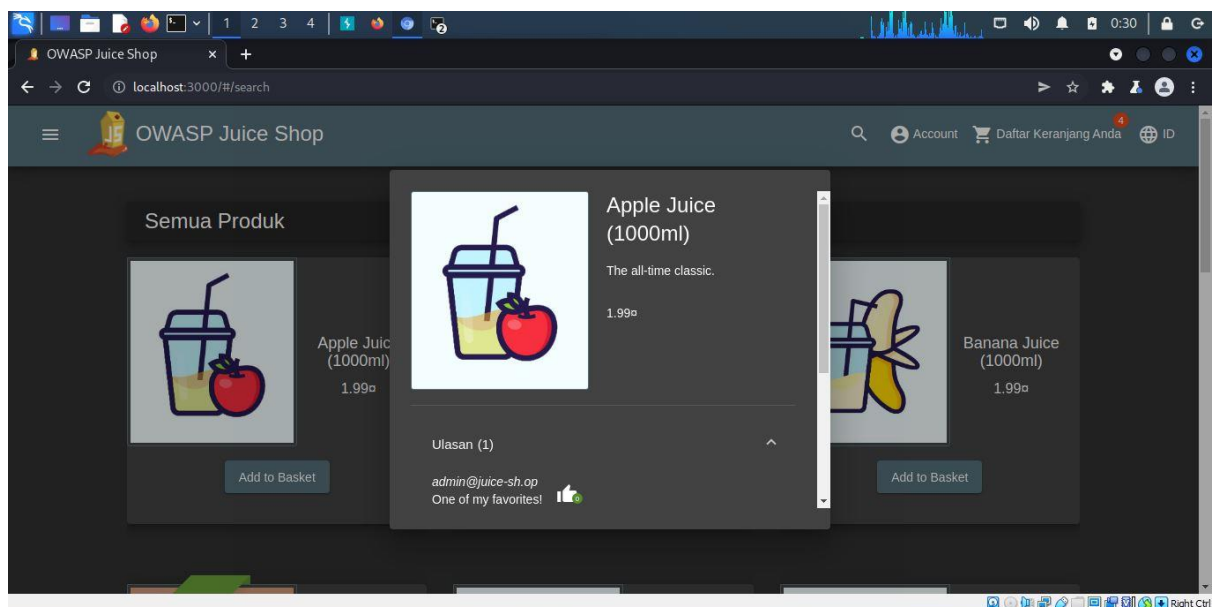 1 2 3 4
2
0:30
OWASP Juice Shop
localhost:3000/#/search
OWASP Juice Shop
Account
4
Daftar Keranjang Anda
ID
Semua Produk
Apple Juic
(1000ml)
1.99¤
Add to Basket
Apple Juice
(1000ml)
The all-time classic.
1.99¤
Ulasan (1)
admin@juice-sh.op
One of my favorites!
0
Banana Juice
(1000ml)
1.99¤
Add to Basket
Right Ctrl